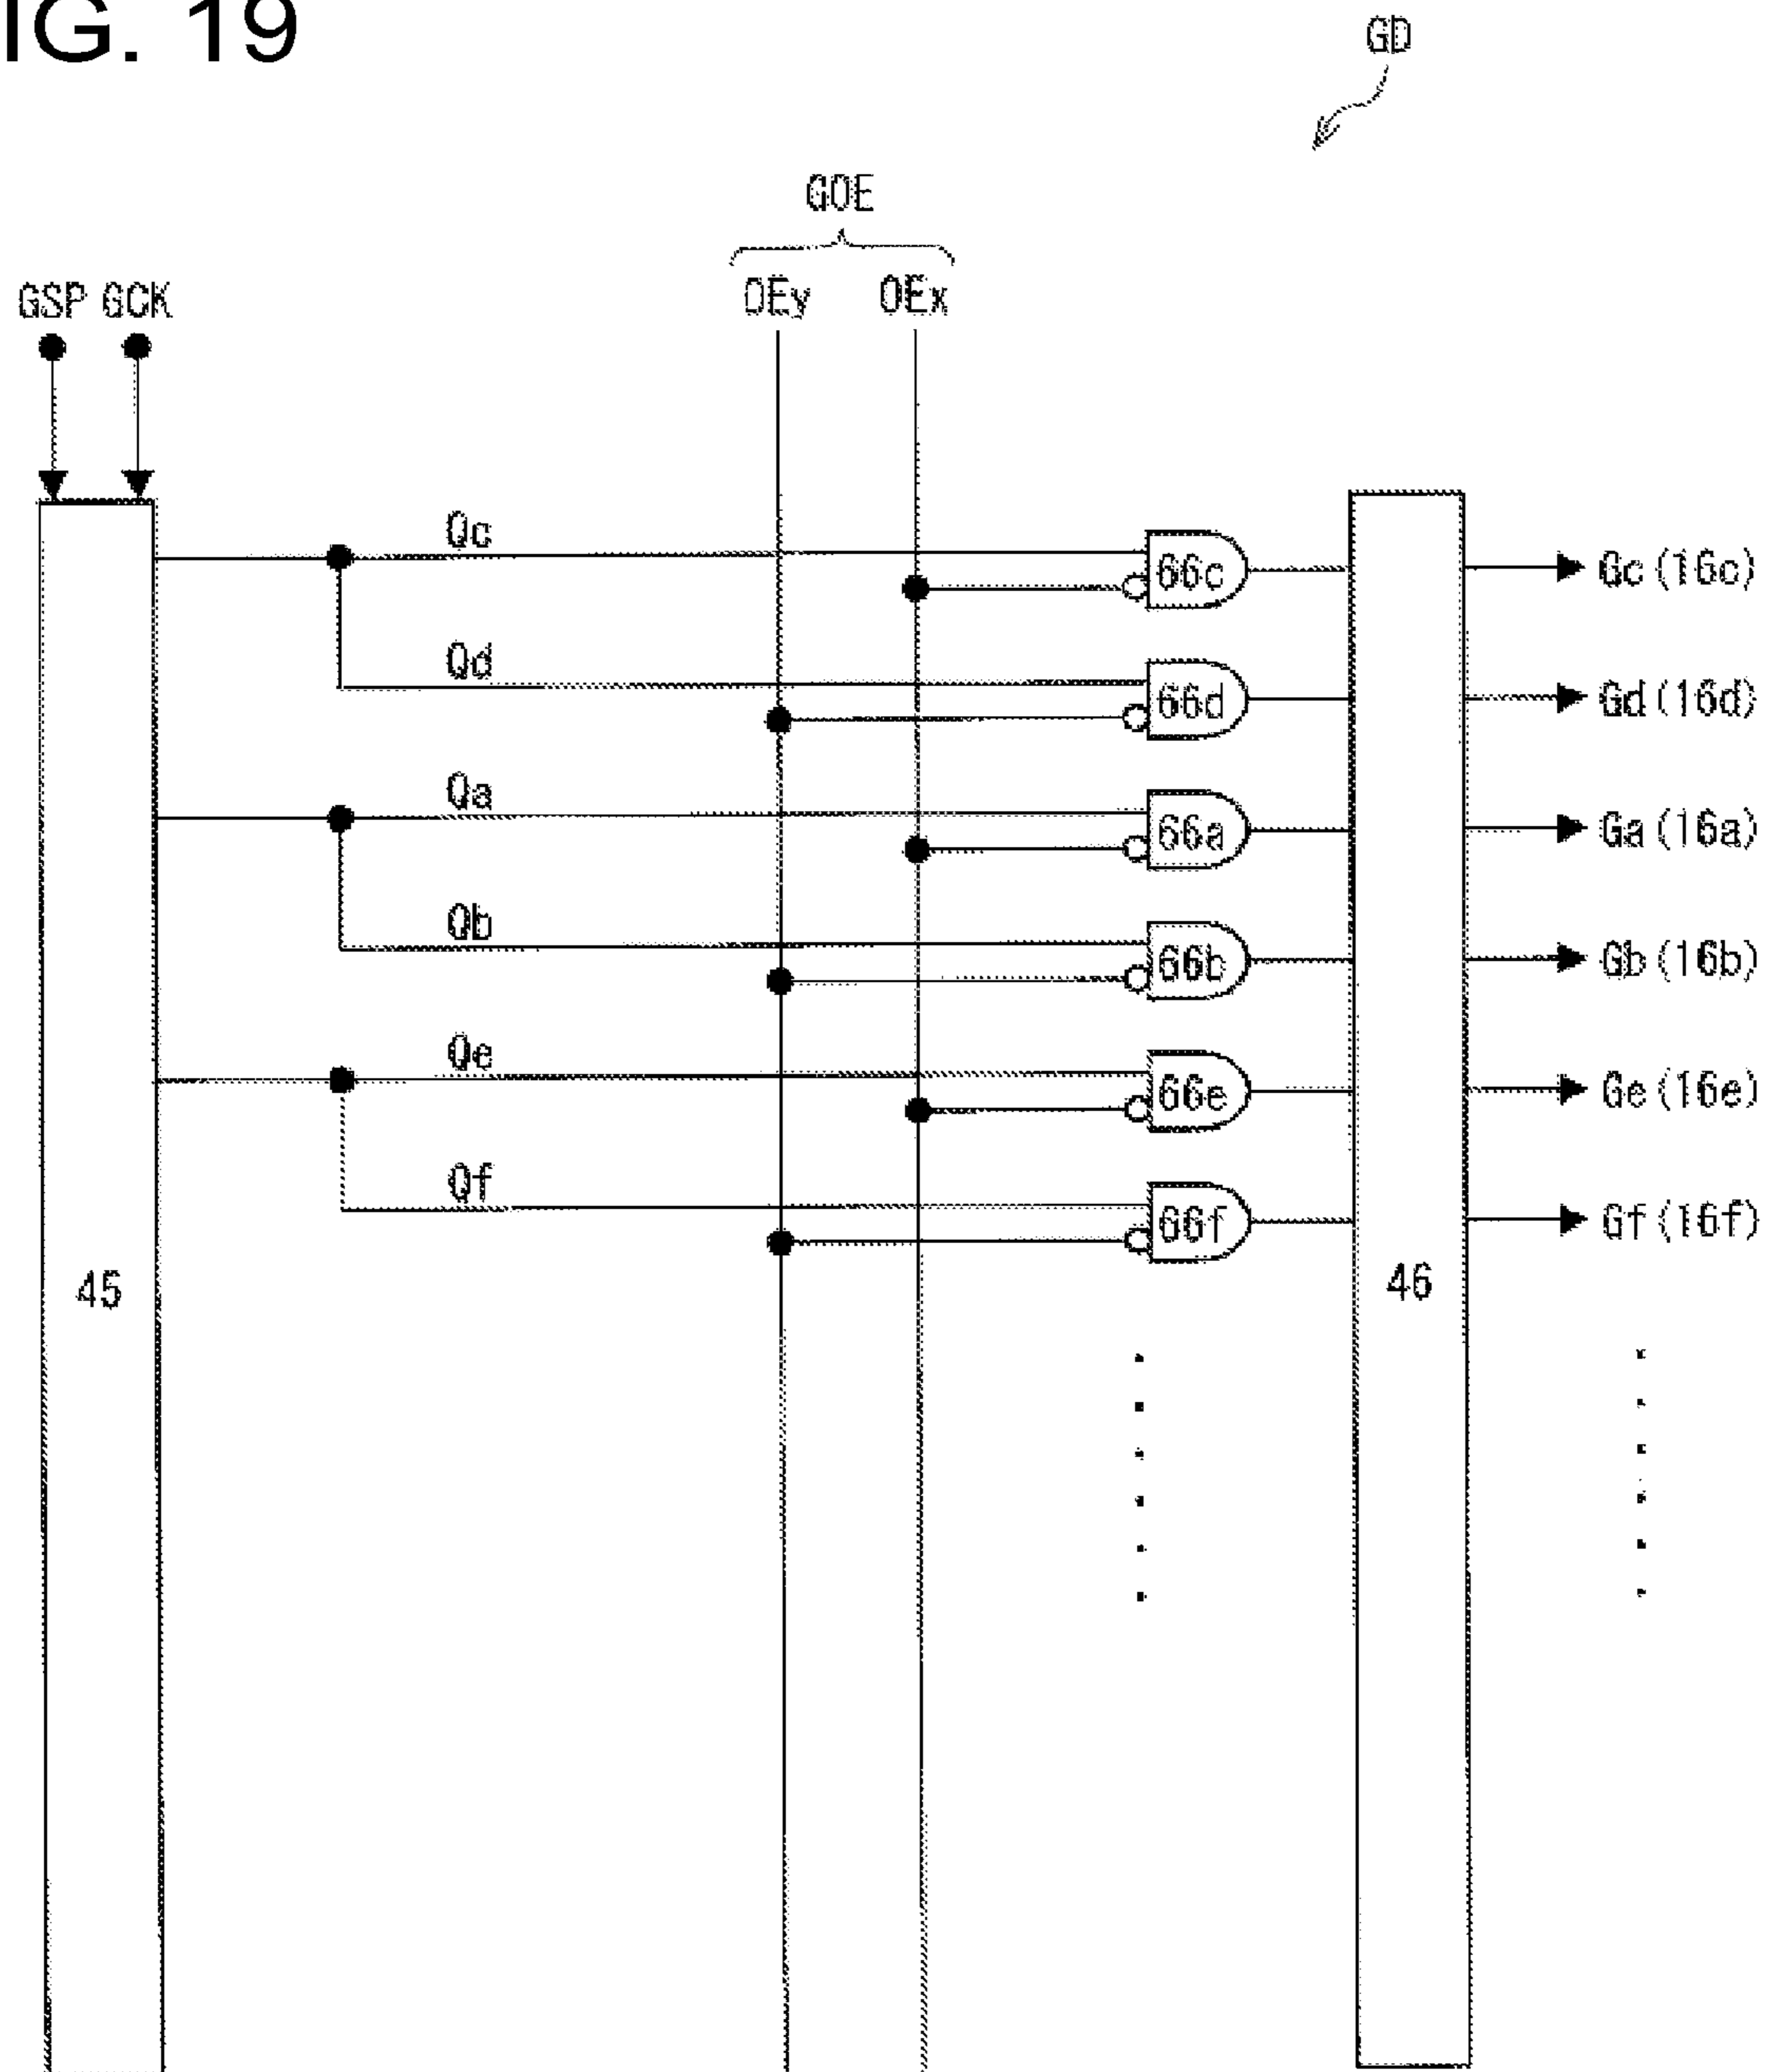 IG. 19
GD
GOE
OEy OEx
GSP GCK
Qc
66c
Gc (16c)
Qd
66d
Gd (16d)
Qa
66a
Ga (16a)
Qb
66b
Gb (16b)
Qe
66e
Ge (16e)
Qf
66f
Gf (16f)
45
46